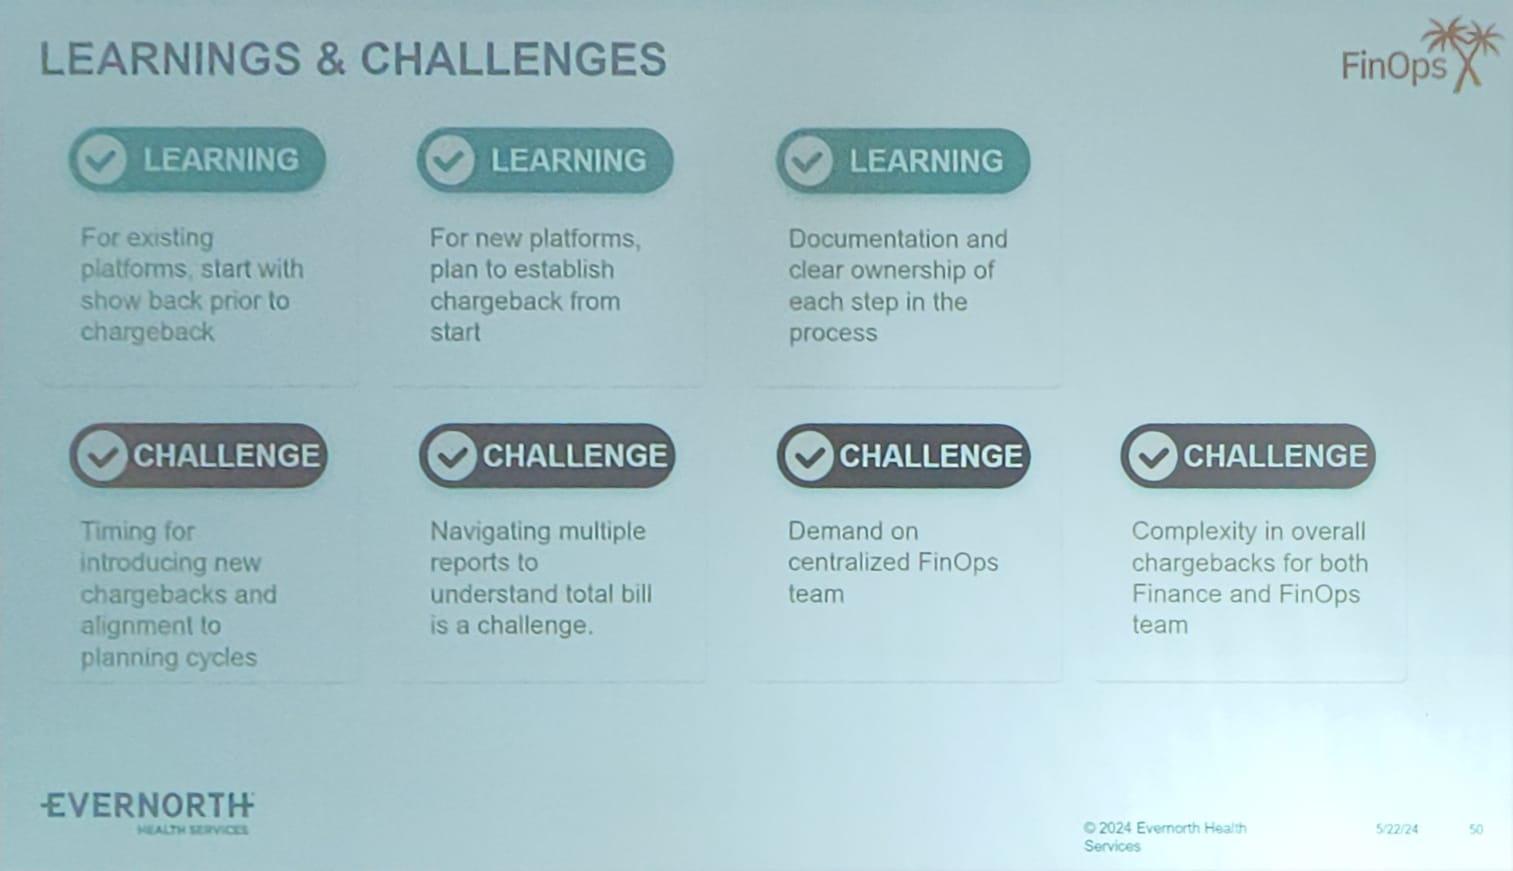 LEARNINGS & CHALLENGES
FinOps X
LEARNING
For existing
platforms, start with
show back prior to
chargeback
LEARNING
For new platforms,
plan to establish
chargeback from
start
LEARNING
Documentation and
clear ownership of
each step in the
process
CHALLENGE
Timing for
introducing new
chargebacks and
alignment to
planning cycles
CHALLENGE
Navigating multiple
reports to
understand total bill
is a challenge.
CHALLENGE
Demand on
centralized FinOps
team
CHALLENGE
Complexity in overall
chargebacks for both
Finance and FinOps
team
EVERNORTH
HEALTH SERVICES
© 2024 Evernorth Health
Services
5/22/24
50